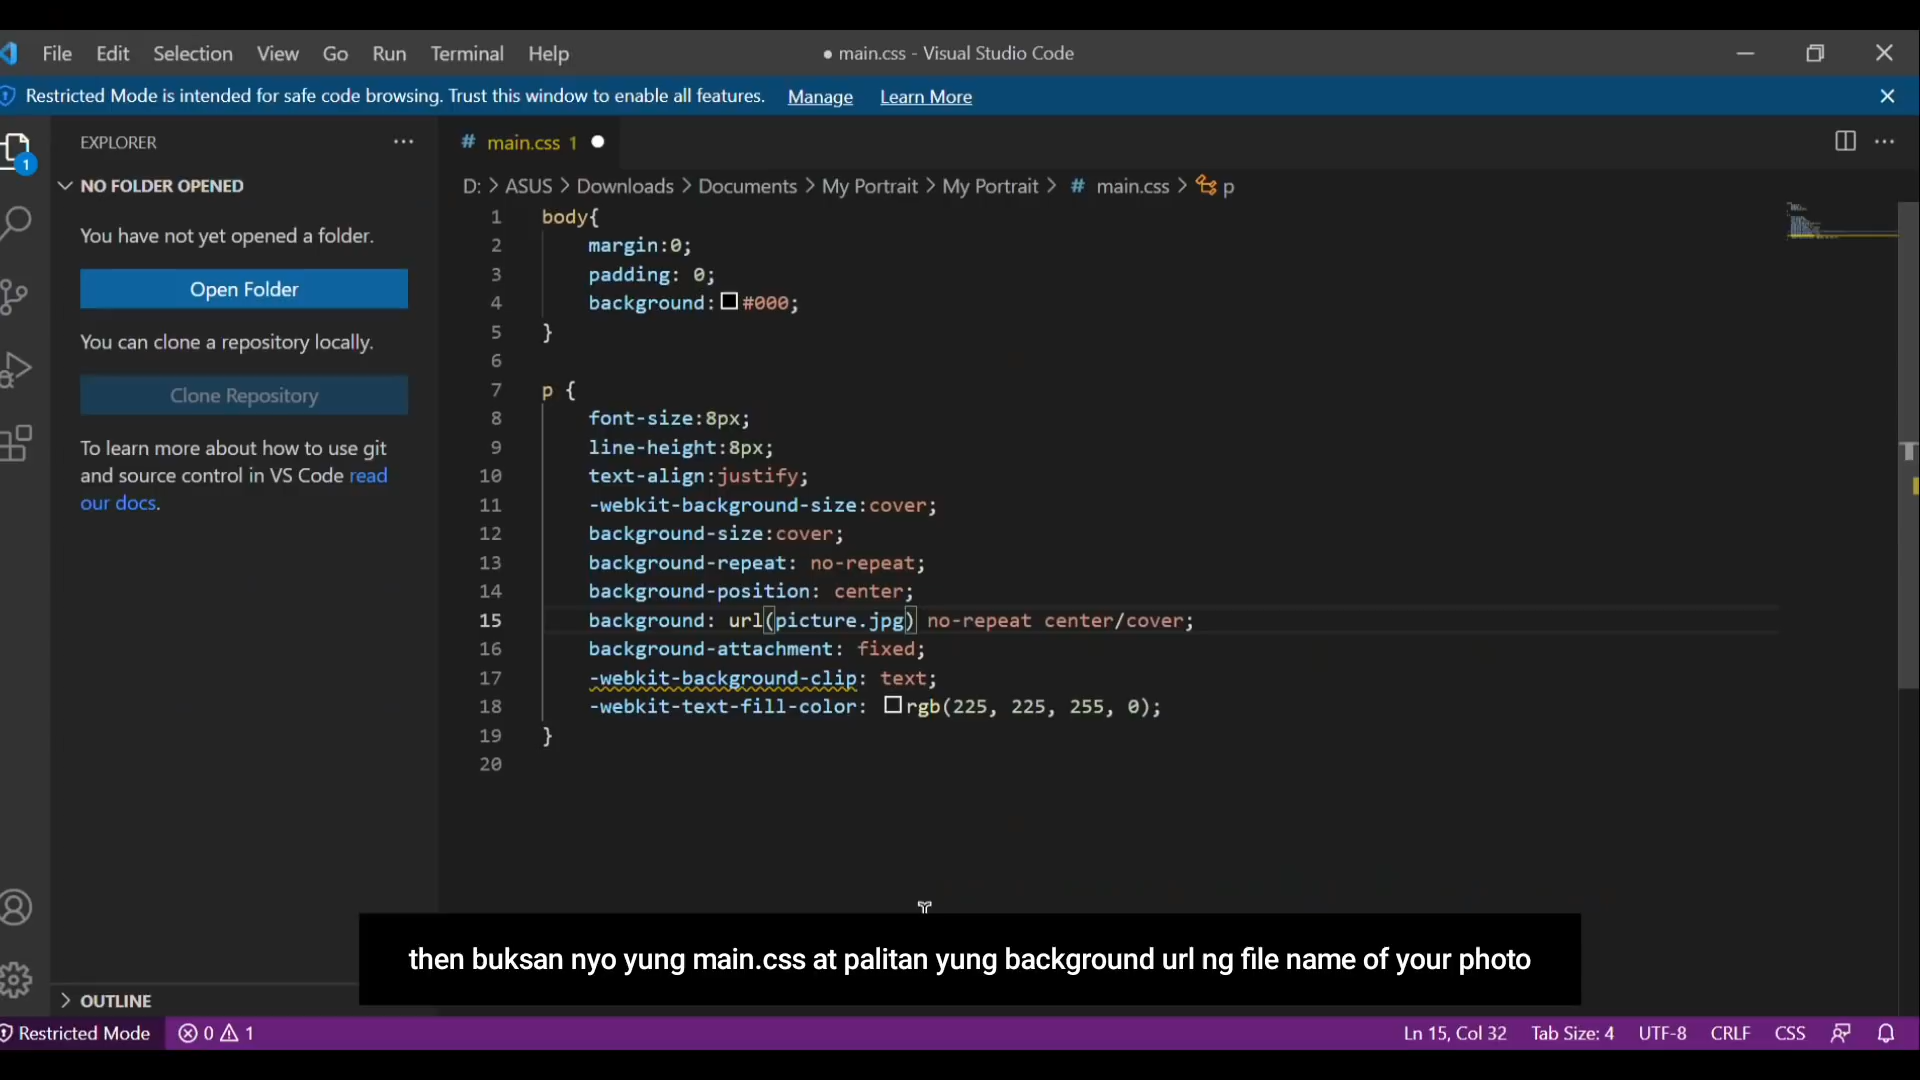 File Edit Selection View Go Run Terminal Help
● main.css - Visual Studio Code
Restricted Mode is intended for safe code browsing. Trust this window to enable all features. Manage Learn More
1
EXPLORER
NO FOLDER OPENED
You have not yet opened a folder.
Open Folder
You can clone a repository locally.
Clone Repository
To learn more about how to use git
and source control in VS Code read
our docs.
OUTLINE
# main.css 1
D: > ASUS > Downloads > Documents > My Portrait > My Portrait > # main.css > p
1 body{
2 margin:0;
3 padding: 0;
4 background: #000;
5 }
6
7 p {
8 font-size:8px;
9 line-height:8px;
10 text-align:justify;
11 -webkit-background-size:cover;
12 background-size:cover;
13 background-repeat: no-repeat;
14 background-position: center;
15 background: url(picture.jpg) no-repeat center/cover;
16 background-attachment: fixed;
17 -webkit-background-clip: text;
18 -webkit-text-fill-color: rgb(225, 225, 255, 0);
19 }
20
then buksan nyo yung main.css at palitan yung background url ng file name of your photo
Restricted Mode 0 1
Ln 15, Col 32 Tab Size: 4 UTF-8 CRLF CSS